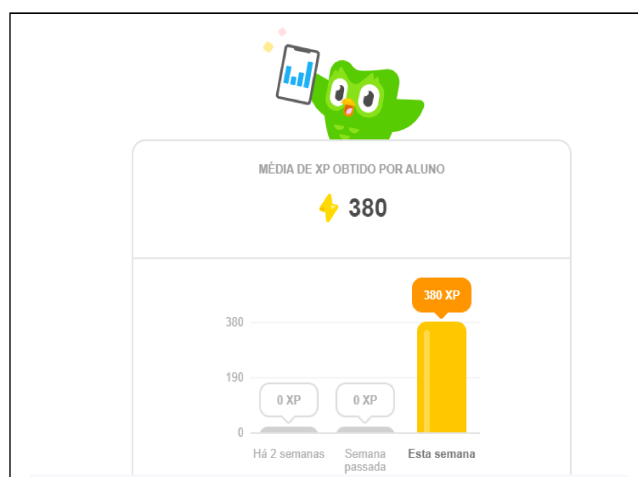 MÉDIA DE XP OBTIDO POR ALUNO
380
380 XP
380
190
0 XP
0 XP
0
Há 2 semanas
Semana
passada
Esta semana